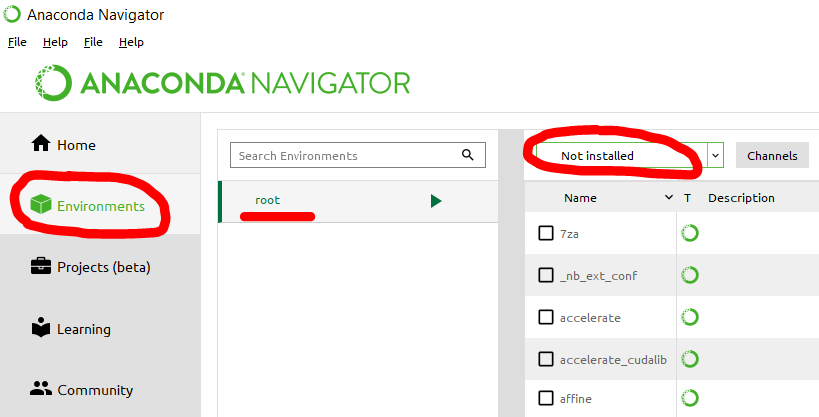 Anaconda Navigator
File Help File Help
ANACONDA NAVIGATOR
Home
Environments
Projects (beta)
Learning
Community
Search Environments
root
Not installed
Channels
Name T Description
7za
_nb_ext_conf
accelerate
accelerate_cudalib
affine